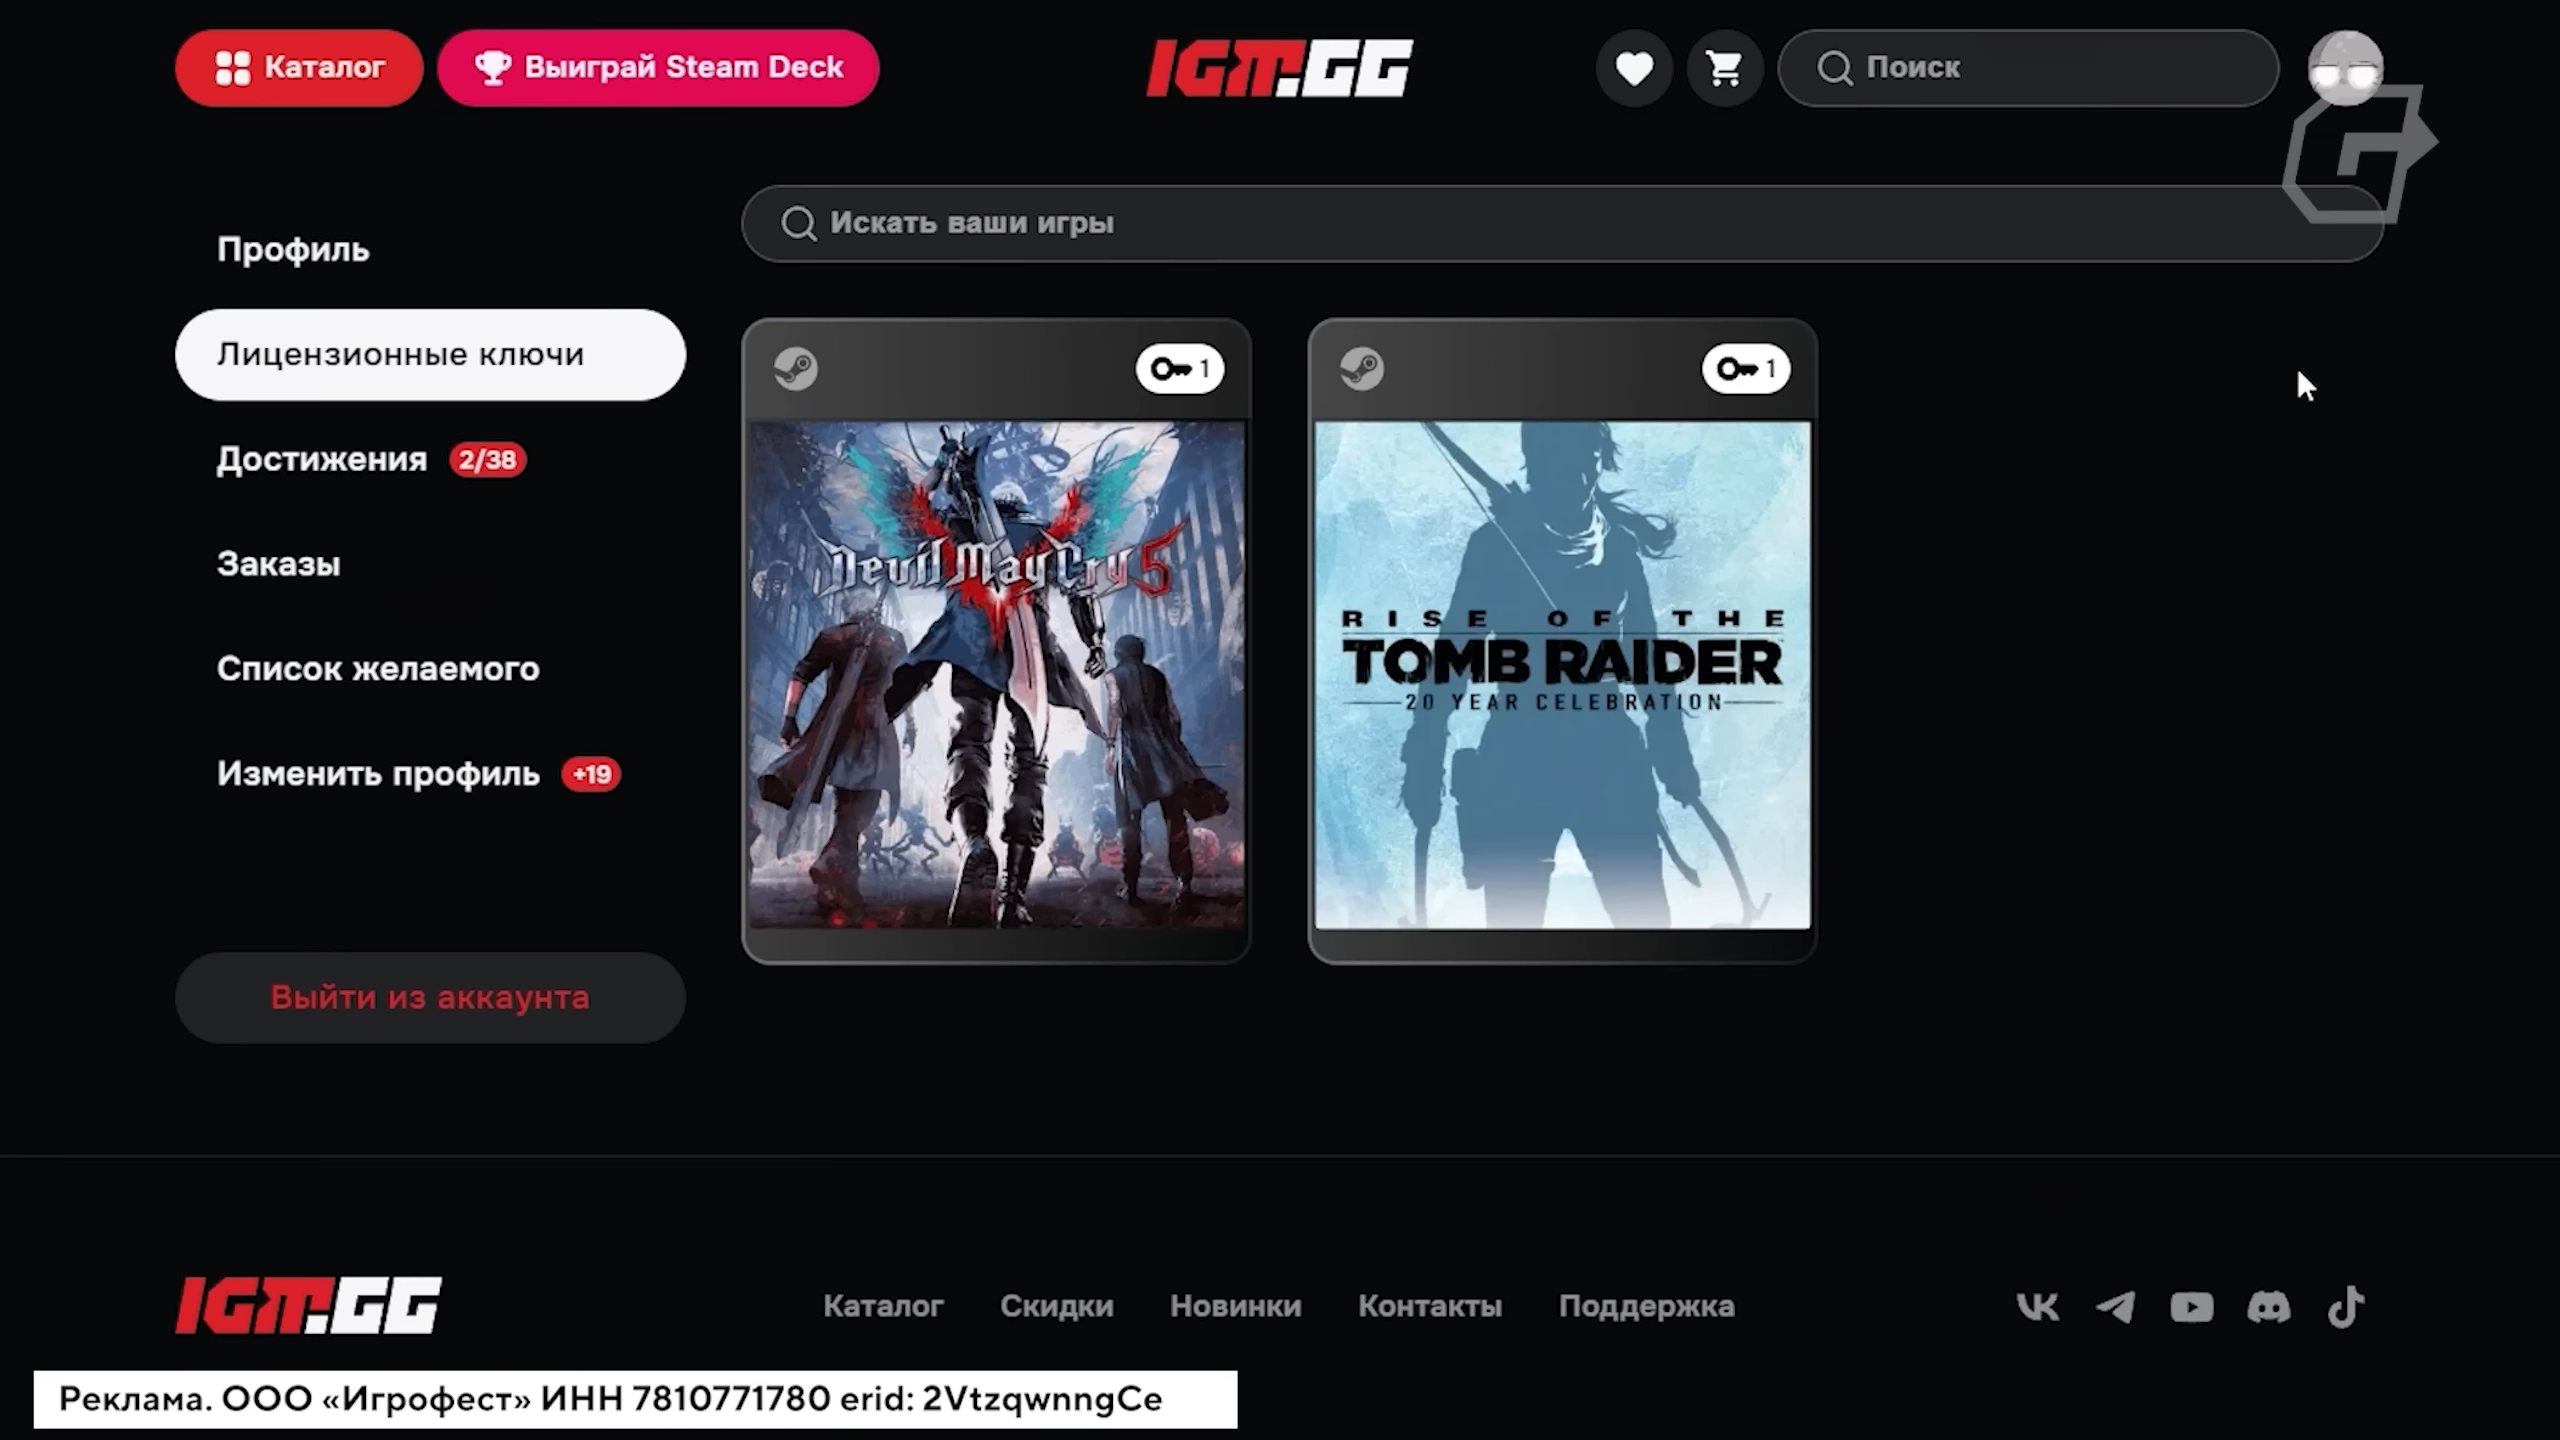 Каталог
Выиграй Steam Deck
IGM.GG
Поиск
Искать ваши игры
Профиль
Лицензионные ключи
Достижения 2/38
Заказы
Список желаемого
Изменить профиль +19
Выйти из аккаунта
1
Devil May Cry 5
1
RISE OF THE
TOMB RAIDER
20 YEAR CELEBRATION
IGM.GG
Каталог Скидки Новинки Контакты Поддержка
Реклама. ООО «Игрофест» ИНН 7810771780 erid: 2VtzqwnngCe